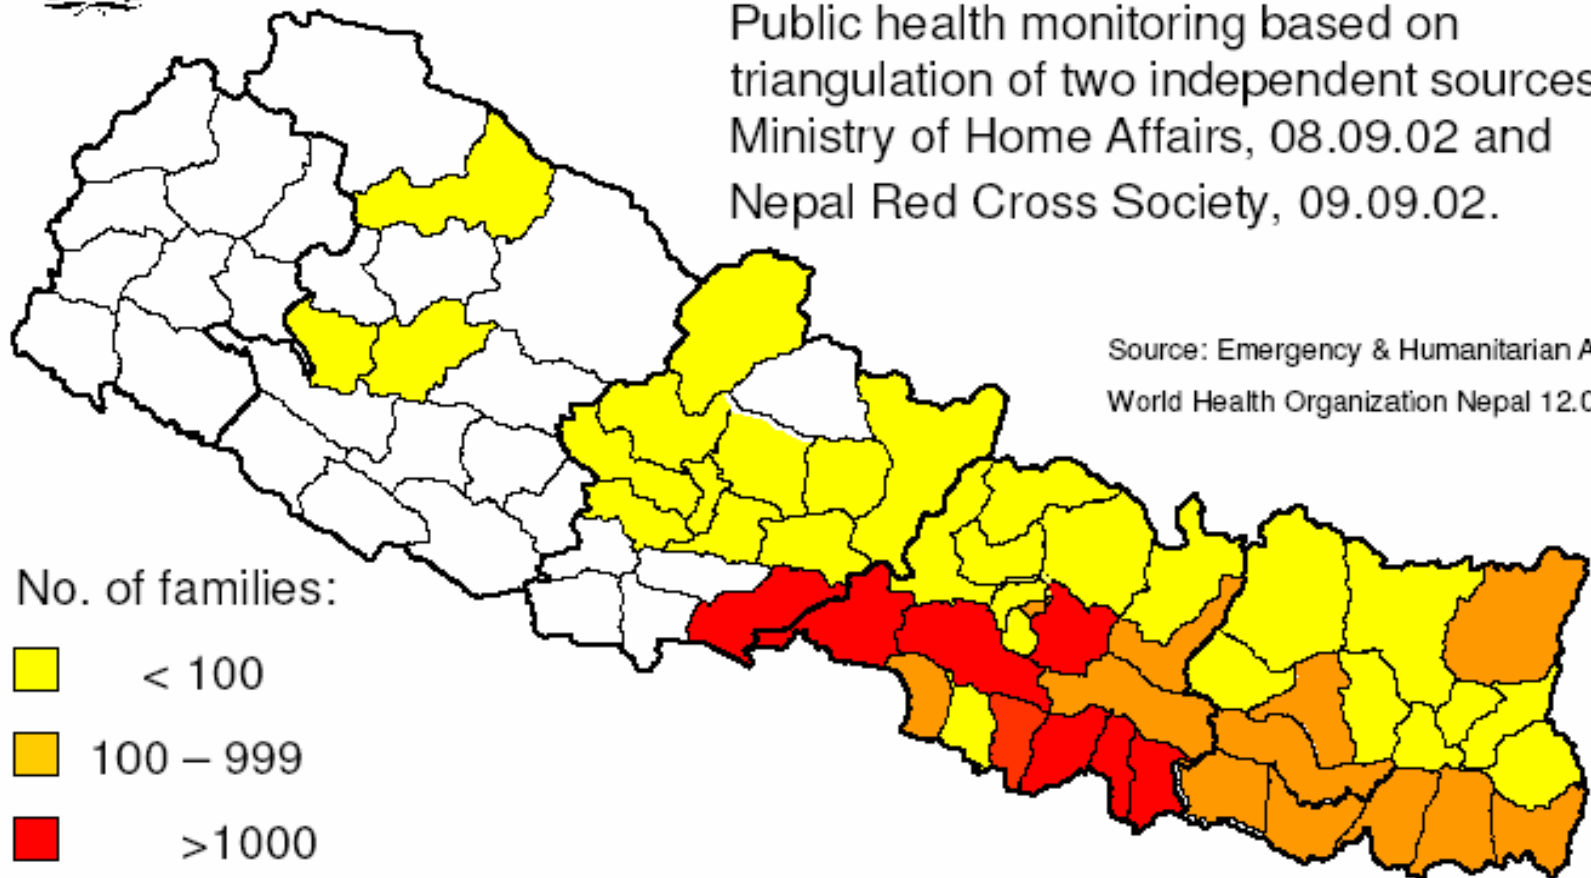 Public health monitoring based on
triangulation of two independent sources
Ministry of Home Affairs, 08.09.02 and
Nepal Red Cross Society, 09.09.02.
Source: Emergency & Humanitarian A
World Health Organization Nepal 12.0
No. of families:
< 100
100 – 999
>1000